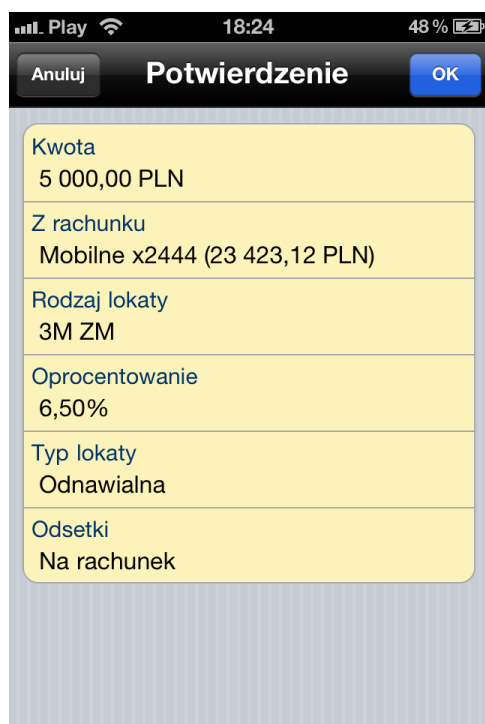 Play 18:24 48 %
Anuluj Potwierdzenie OK
Kwota
5 000,00 PLN
Z rachunku
Mobilne x2444 (23 423,12 PLN)
Rodzaj lokaty
3M ZM
Oprocentowanie
6,50%
Typ lokaty
Odnawialna
Odsetki
Na rachunek